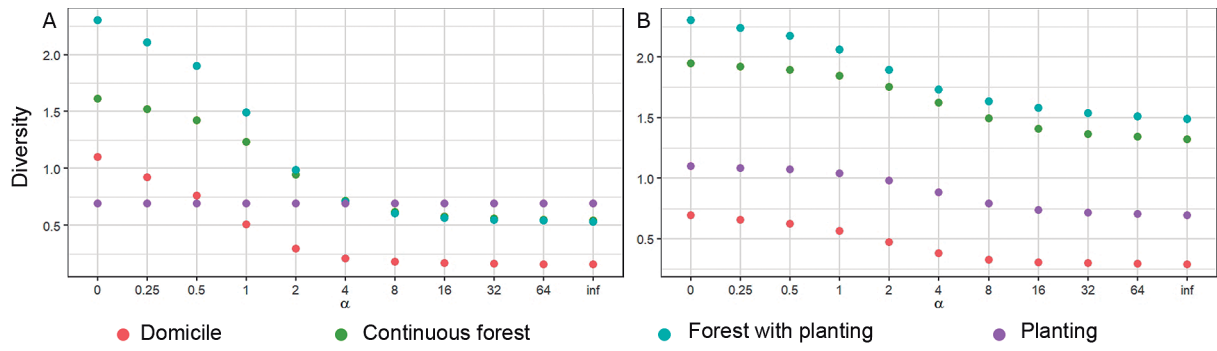 A
B
2.0
1.5
1.0
0.5
Diversity
0 0.25 0.5 1 2 4 8 16 32 64 inf
α
2.0
1.5
1.0
0.5
0 0.25 0.5 1 2 4 8 16 32 64 inf
α
Domicile Continuous forest Forest with planting Planting